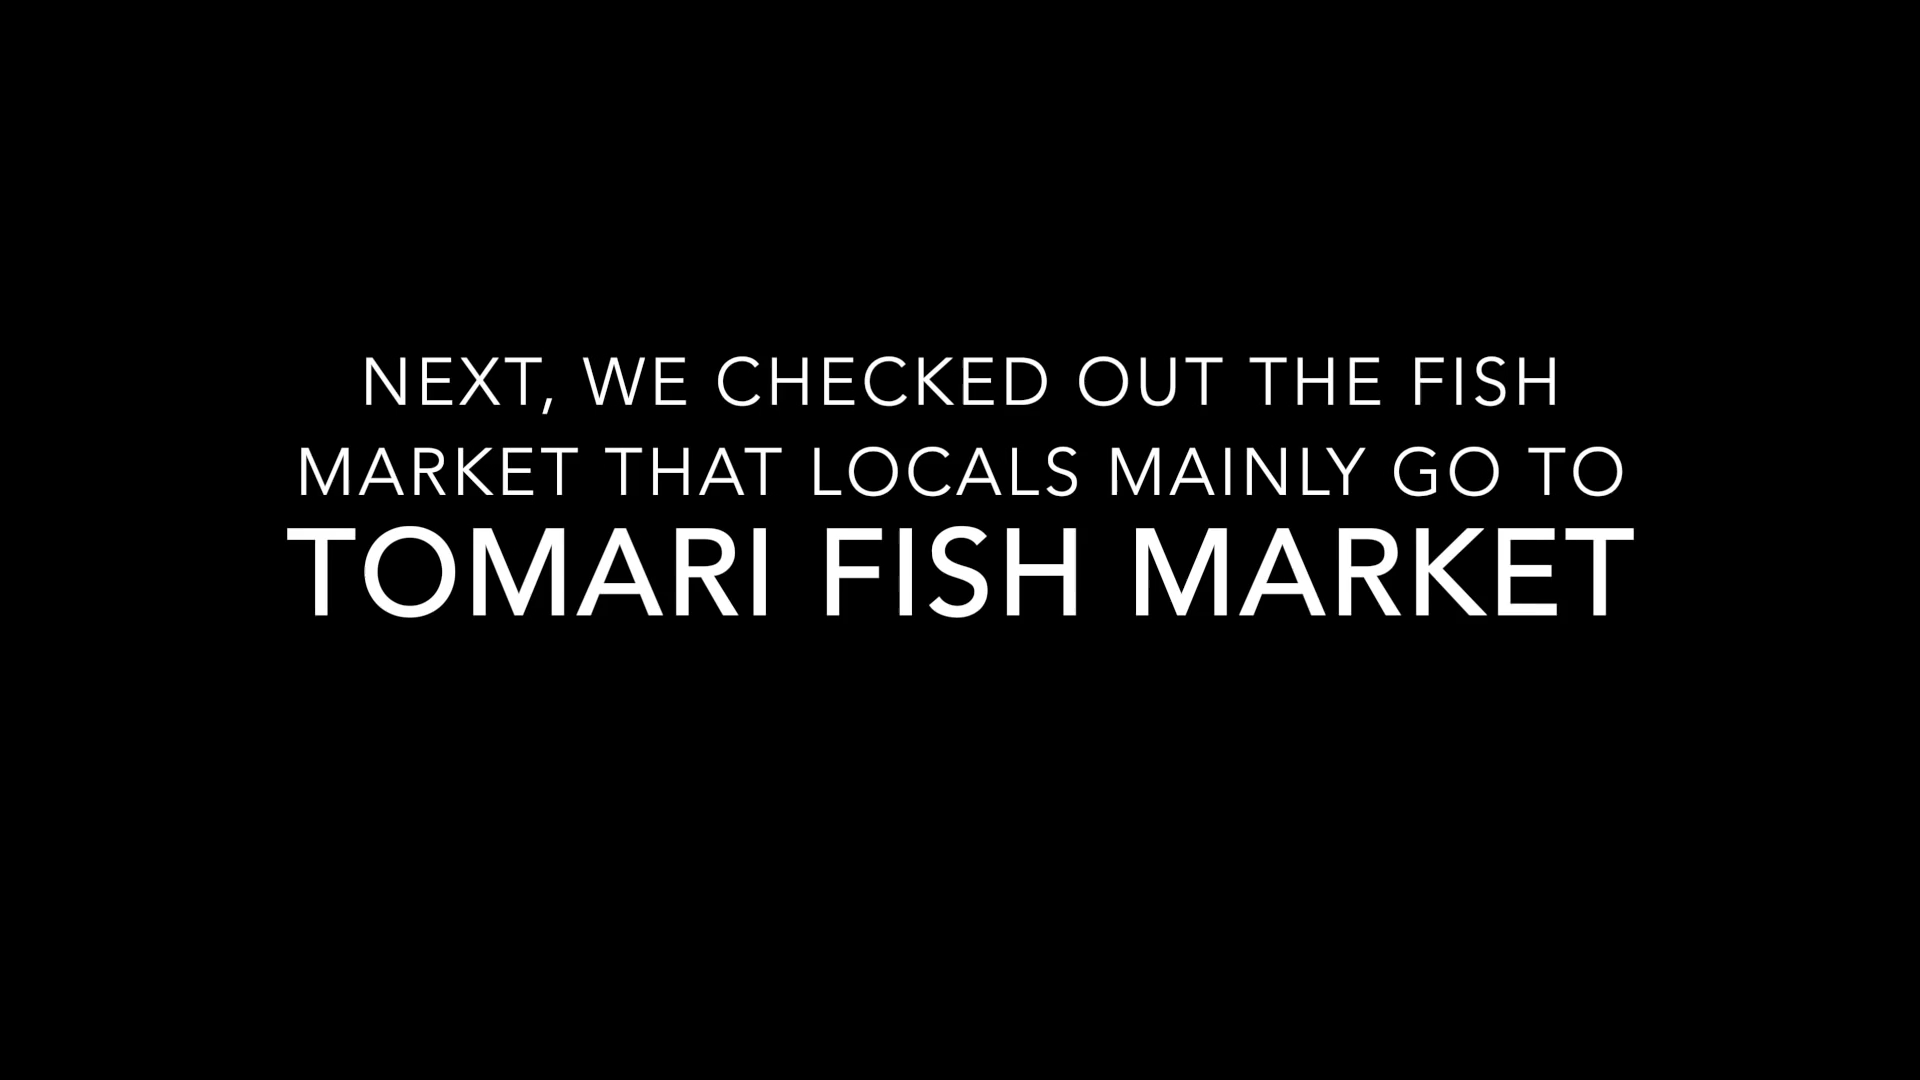 NEXT, WE CHECKED OUT THE FISH
MARKET THAT LOCALS MAINLY GO TO
TOMARI FISH MARKET